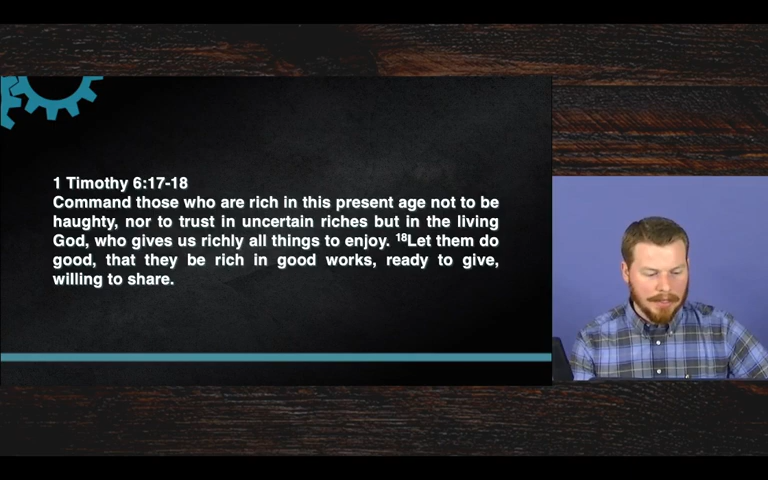 1 Timothy 6:17-18
Command those who are rich in this present age not to be
haughty, nor to trust in uncertain riches but in the living
God, who gives us richly all things to enjoy. 18Let them do
good, that they be rich in good works, ready to give,
willing to share.